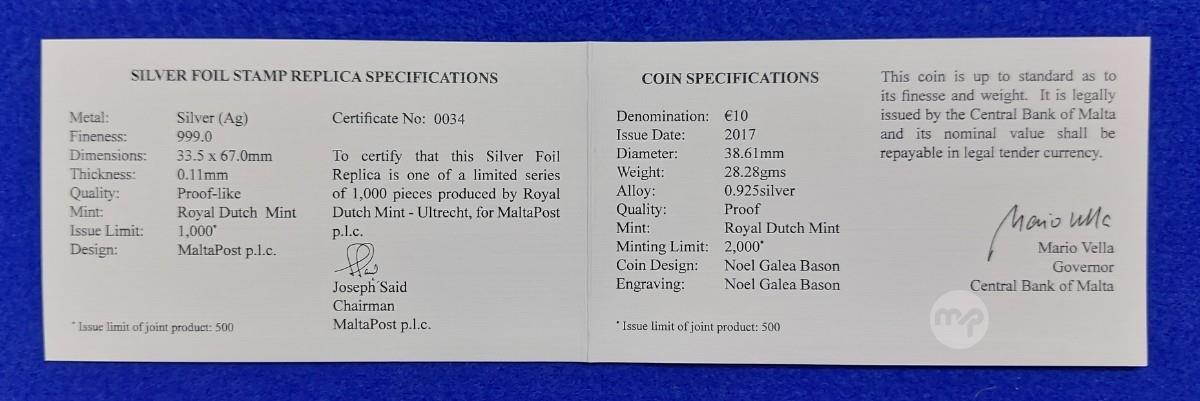 SILVER FOIL STAMP REPLICA SPECIFICATIONS
Metal: Silver (Ag)
Fineness: 999.0
Dimensions: 33.5 x 67.0mm
Thickness: 0.11mm
Quality: Proof-like
Mint: Royal Dutch Mint
Issue Limit: 1,000*
Design: MaltaPost p.l.c.
* Issue limit of joint product: 500
Certificate No: 0034
To certify that this Silver Foil
Replica is one of a limited series
of 1,000 pieces produced by Royal
Dutch Mint - Ultrecht, for MaltaPost
p.l.c.
Joseph Said
Chairman
MaltaPost p.l.c.
COIN SPECIFICATIONS
Denomination: €10
Issue Date: 2017
Diameter: 38.61mm
Weight: 28.28gms
Alloy: 0.925silver
Quality: Proof
Mint: Royal Dutch Mint
Minting Limit: 2,000*
Coin Design: Noel Galea Bason
Engraving: Noel Galea Bason
* Issue limit of joint product: 500
This coin is up to standard as to
its finesse and weight. It is legally
issued by the Central Bank of Malta
and its nominal value shall be
repayable in legal tender currency.
Mario Vella
Mario Vella
Governor
Central Bank of Malta
mp